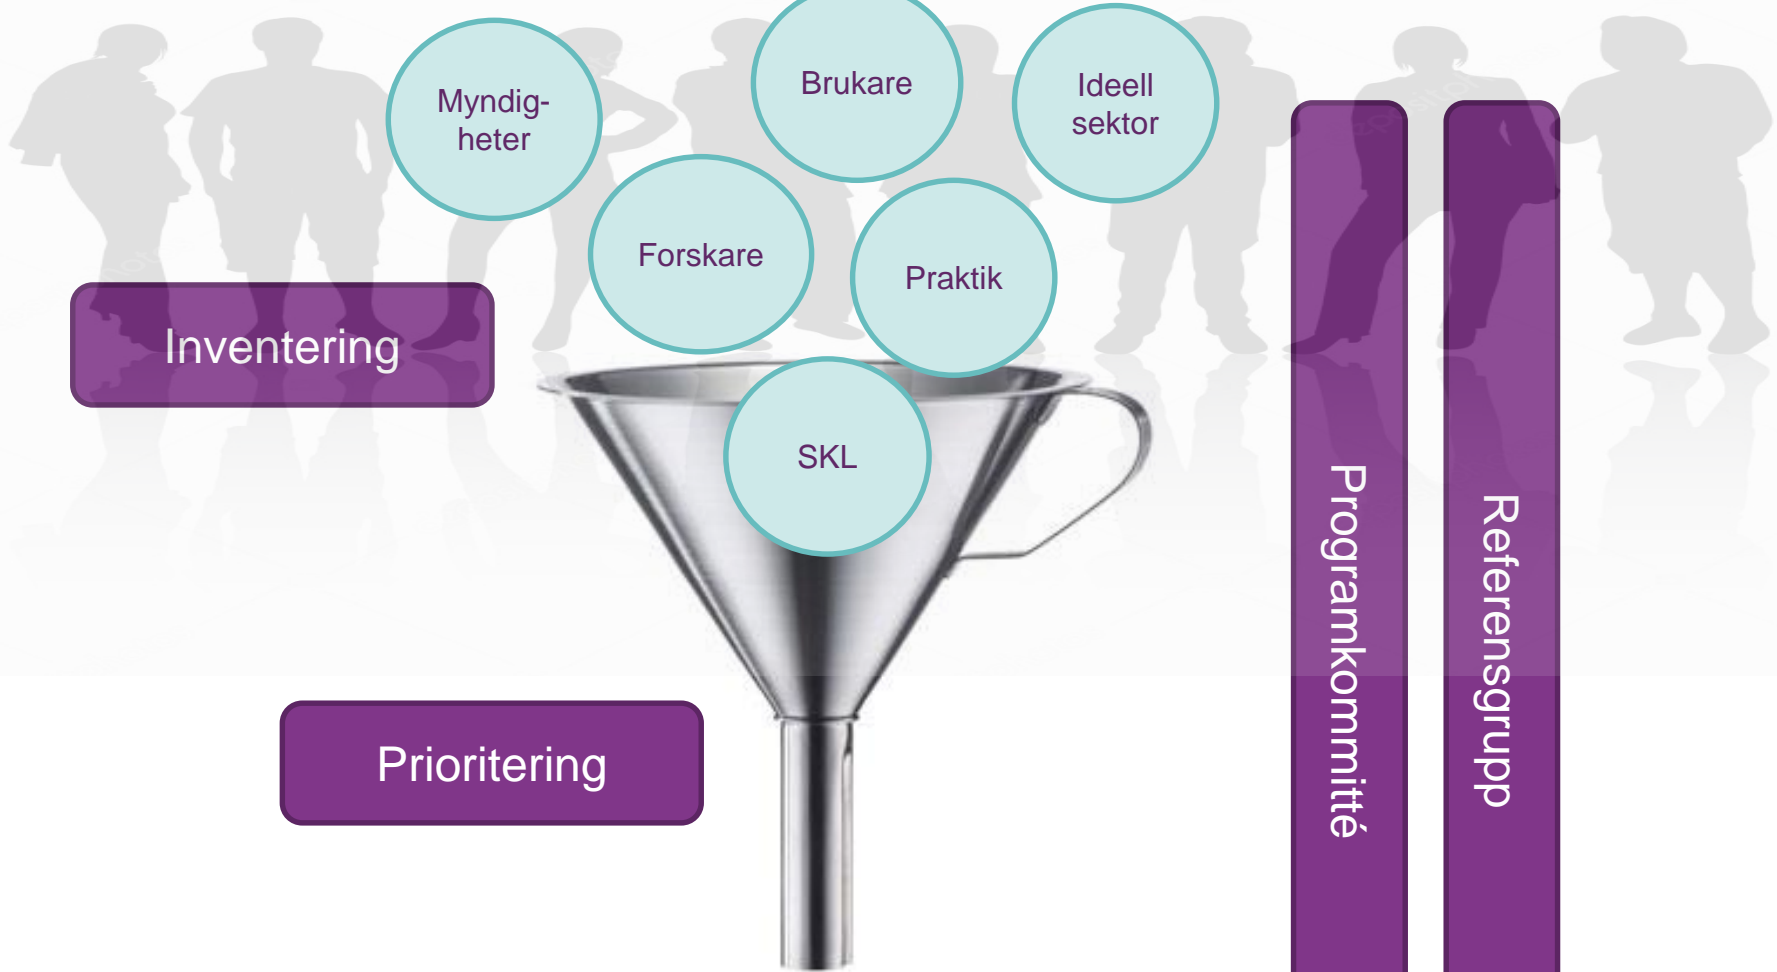 Myndig-
heter
Brukare
Ideell
sektor
Forskare
Praktik
Inventering
SKL
Prioritering
Programkommitté
Referensgrupp